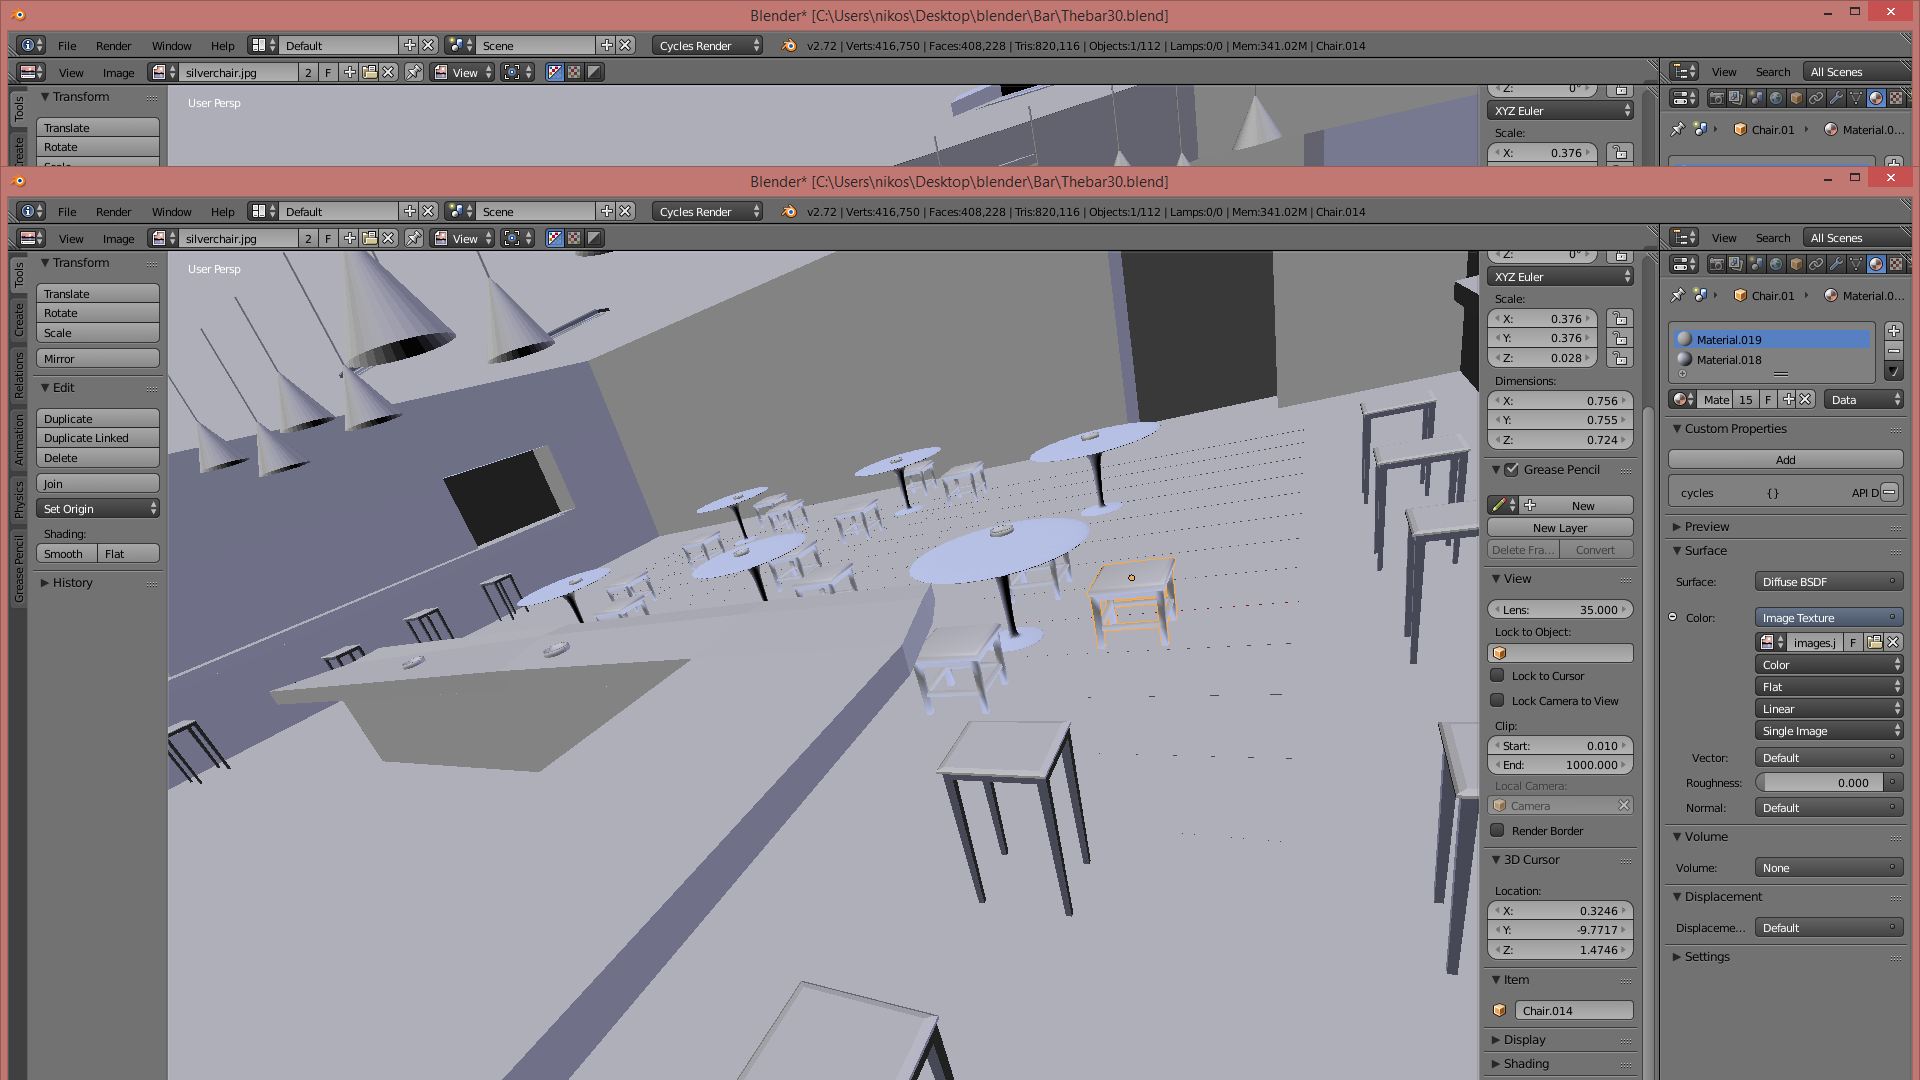 Blender* [C:\Users\nikos\Desktop\blender\Bar\Thebar30.blend]
File Render Window Help Default Scene Cycles Render v2.72 | Verts:416,750 | Faces:408,228 | Tris:820,116 | Objects:1/112 | Lamps:0/0 | Mem:341.02M | Chair.014
View Image silverchair.jpg 2 F View View Search All Scenes
Tools
Create
Transform
Translate
Rotate
User Persp
Z: 0°
XYZ Euler
Scale:
X: 0.376
Chair.01 Material.0...
Blender* [C:\Users\nikos\Desktop\blender\Bar\Thebar30.blend]
File Render Window Help Default Scene Cycles Render v2.72 | Verts:416,750 | Faces:408,228 | Tris:820,116 | Objects:1/112 | Lamps:0/0 | Mem:341.02M | Chair.014
View Image silverchair.jpg 2 F View View Search All Scenes
Tools
Create
Relations
Animation
Physics
Grease Pencil
Transform
Translate
Rotate
Scale
Mirror
Edit
Duplicate
Duplicate Linked
Delete
Join
Set Origin
Shading:
Smooth Flat
History
User Persp
Z: 0°
XYZ Euler
Scale:
X: 0.376
Y: 0.376
Z: 0.028
Dimensions:
X: 0.756
Y: 0.755
Z: 0.724
Grease Pencil
New
New Layer
Delete Fra... Convert
View
Lens: 35.000
Lock to Object:
Lock to Cursor
Lock Camera to View
Clip:
Start: 0.010
End: 1000.000
Local Camera:
Camera
Render Border
3D Cursor
Location:
X: 0.3246
Y: -9.7717
Z: 1.4746
Item
Chair.014
Display
Shading
Chair.01 Material.0...
Material.019
Material.018
Mate 15 F Data
Custom Properties
Add
cycles {} API D
Preview
Surface
Surface: Diffuse BSDF
Color: Image Texture
images.j F
Color
Flat
Linear
Single Image
Vector: Default
Roughness: 0.000
Normal: Default
Volume
Volume: None
Displacement
Displaceme... Default
Settings